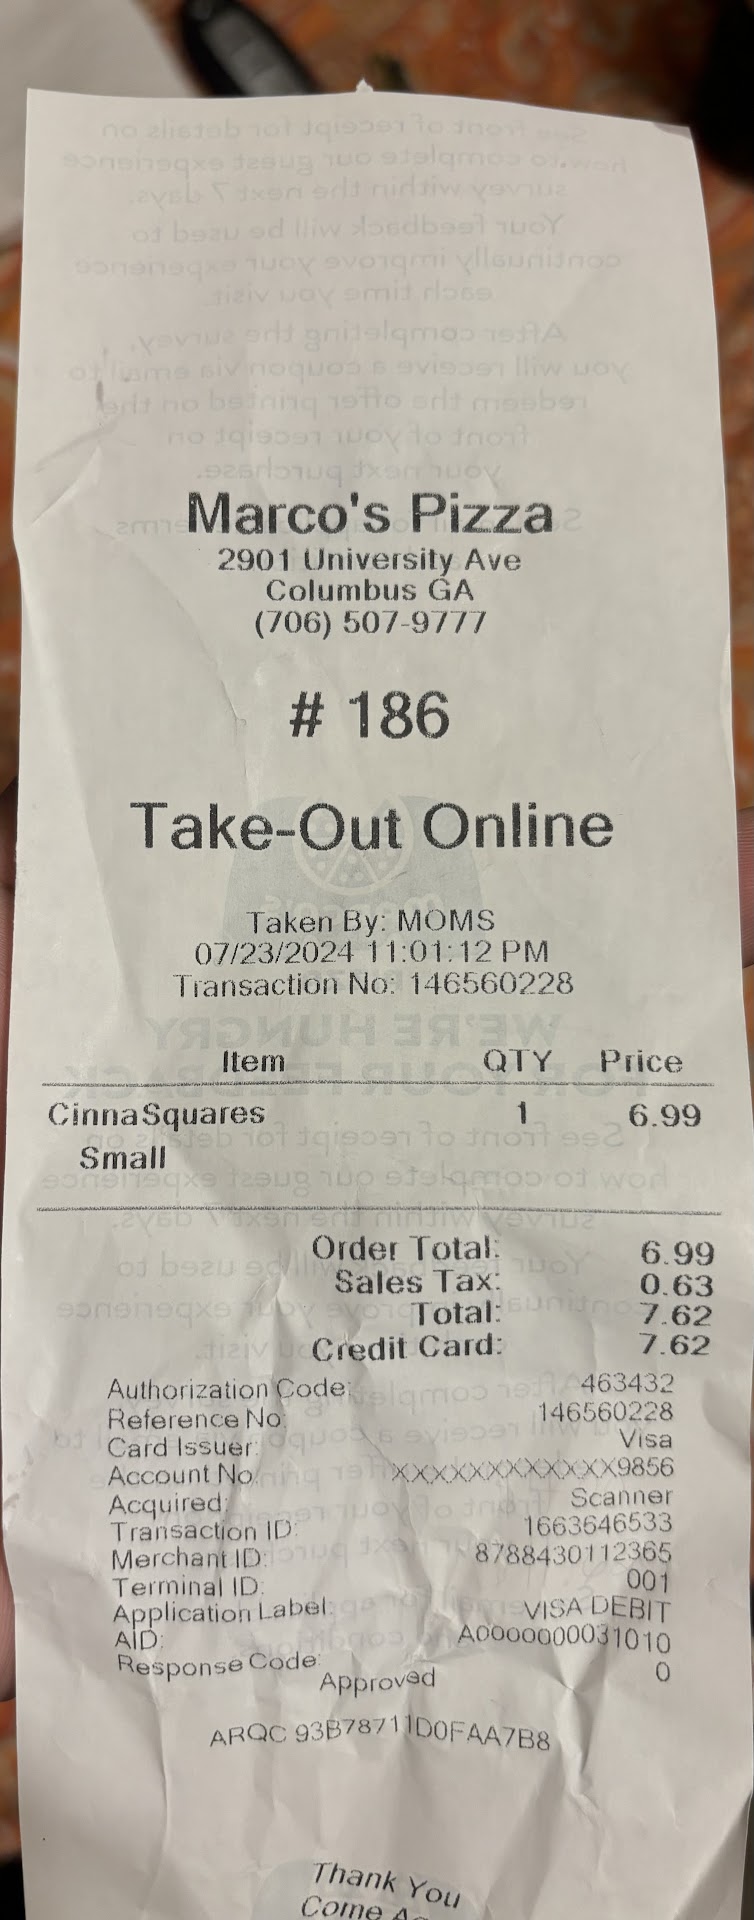 Marco's Pizza
2901 University Ave
Columbus GA
(706) 507-9777
# 186
Take-Out Online
Taken By: MOMS
07/23/2024 11:01:12 PM
Transaction No: 146560228
Item QTY Price
CinnaSquares 1 6.99
Small
Order Total: 6.99
Sales Tax: 0.63
Total: 7.62
Credit Card: 7.62
Authorization Code: 463432
Reference No: 146560228
Card Issuer: Visa
Account No: XXXXXXXXXXXX9856
Acquired: Scanner
Transaction ID: 1663646533
Merchant ID: 8788430112365
Terminal ID: 001
Application Label: VISA DEBIT
AID: A0000000031010
Response Code: 0
Approved
ARQC 93B78711D0FAA7B8
Thank You
Come